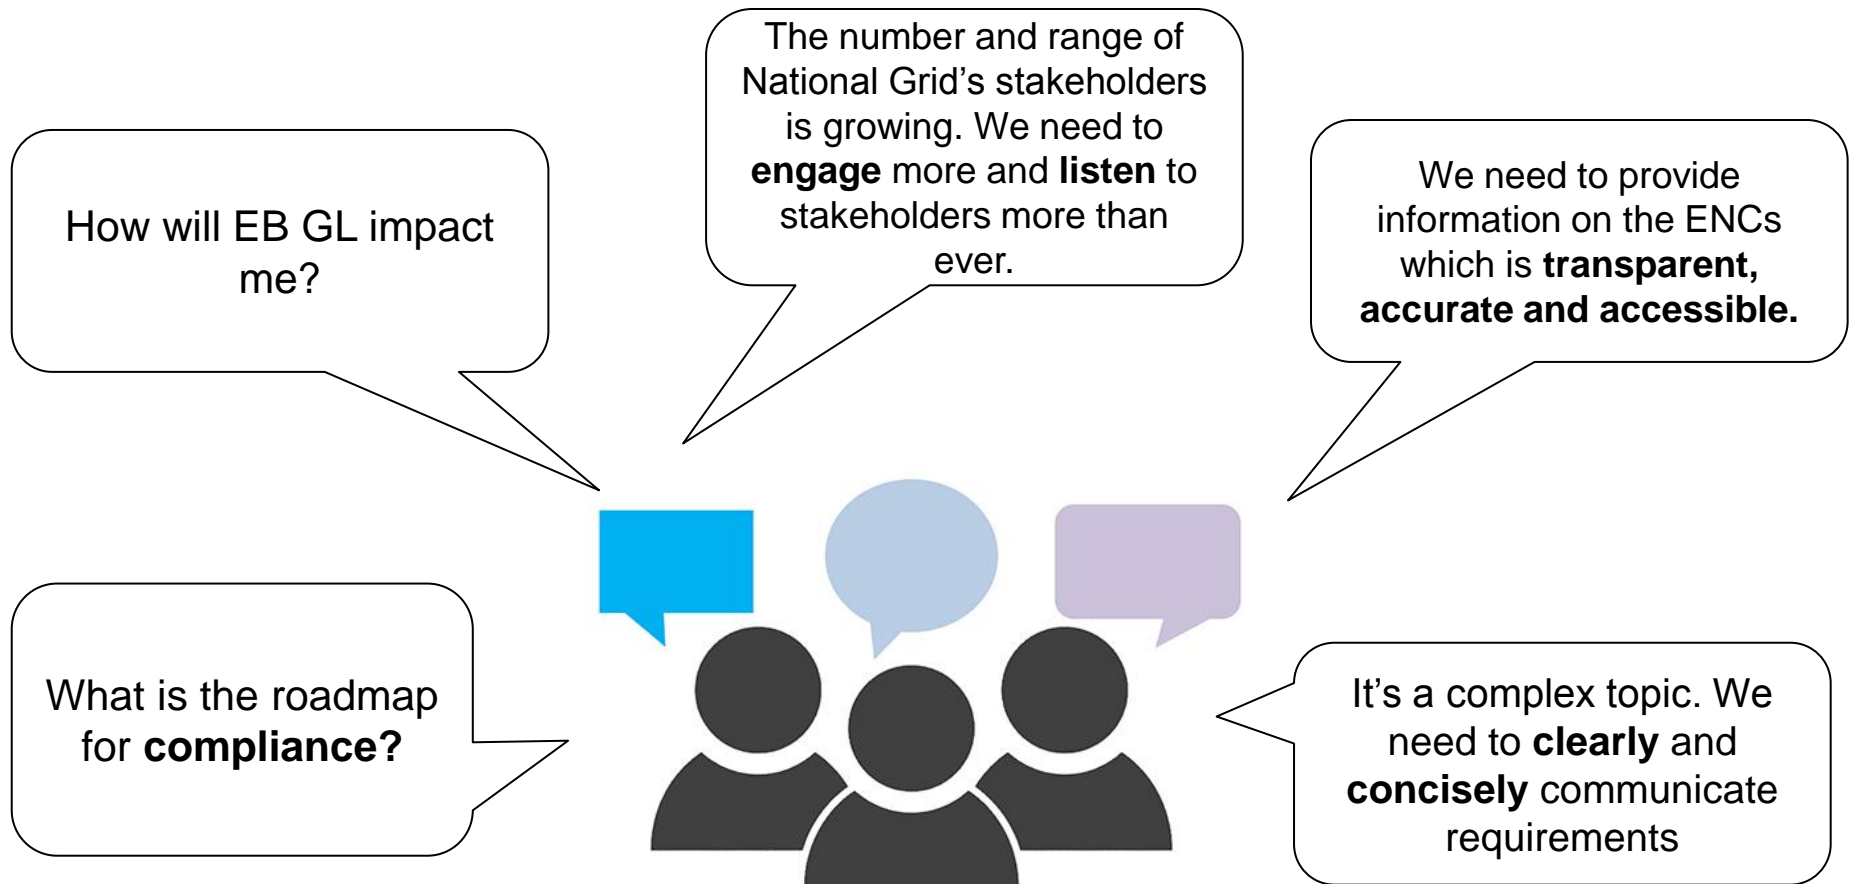 The number and range of
National Grid’s stakeholders
is growing. We need to
engage more and listen to
stakeholders more than
ever.
How will EB GL impact
me?
We need to provide
information on the ENCs
which is transparent,
accurate and accessible.
What is the roadmap
for compliance?
It’s a complex topic. We
need to clearly and
concisely communicate
requirements